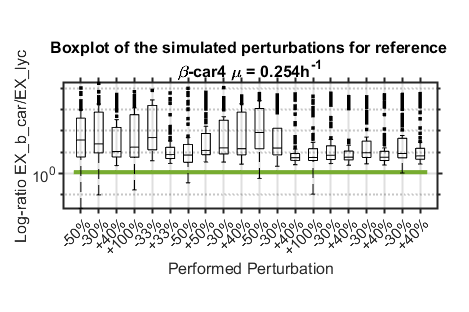 Boxplot of the simulated perturbations for reference
β-car4 μ = 0.254h⁻¹
Log-ratio EX_b_car/EX_lyc
10⁰
-50% -30% +40% +100% -33% +33% -50% +50% -30% +40% -50% -30% +40% +100% -30% +40% -30% +40% -30% +40%
Performed Perturbation